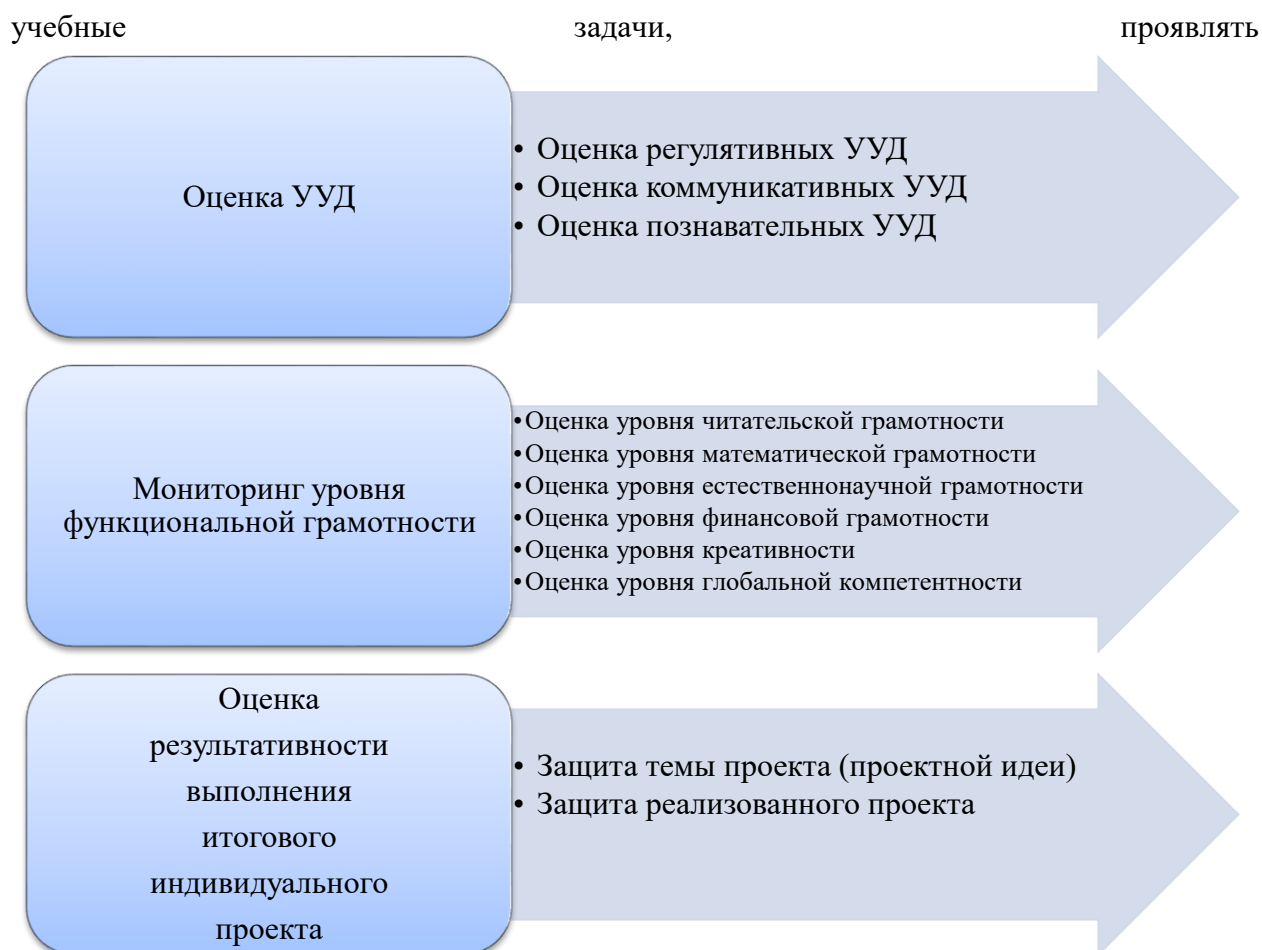 учебные задачи, проявлять
Оценка УУД
• Оценка регулятивных УУД
• Оценка коммуникативных УУД
• Оценка познавательных УУД
Мониторинг уровня
функциональной грамотности
•Оценка уровня читательской грамотности
•Оценка уровня математической грамотности
•Оценка уровня естественнонаучной грамотности
•Оценка уровня финансовой грамотности
•Оценка уровня креативности
•Оценка уровня глобальной компетентности
Оценка
результативности
выполнения
итогового
индивидуального
проекта
• Защита темы проекта (проектной идеи)
• Защита реализованного проекта